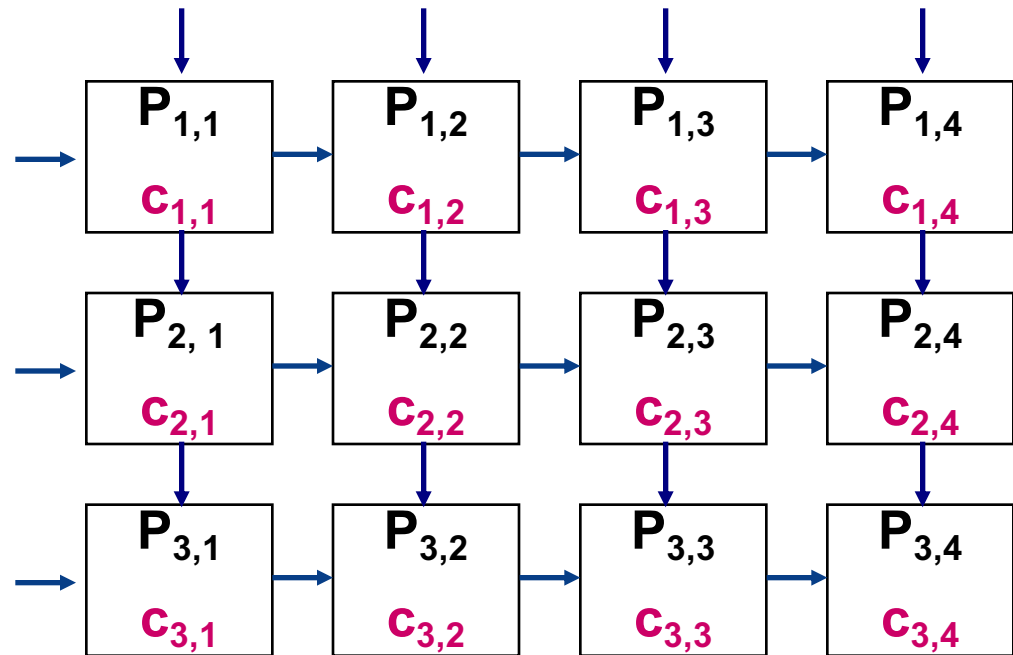 P1,1 P1,2 P1,3 P1,4
c1,1 c1,2 c1,3 c1,4
P2, 1 P2,2 P2,3 P2,4
c2,1 c2,2 c2,3 c2,4
P3,1 P3,2 P3,3 P3,4
c3,1 c3,2 c3,3 c3,4